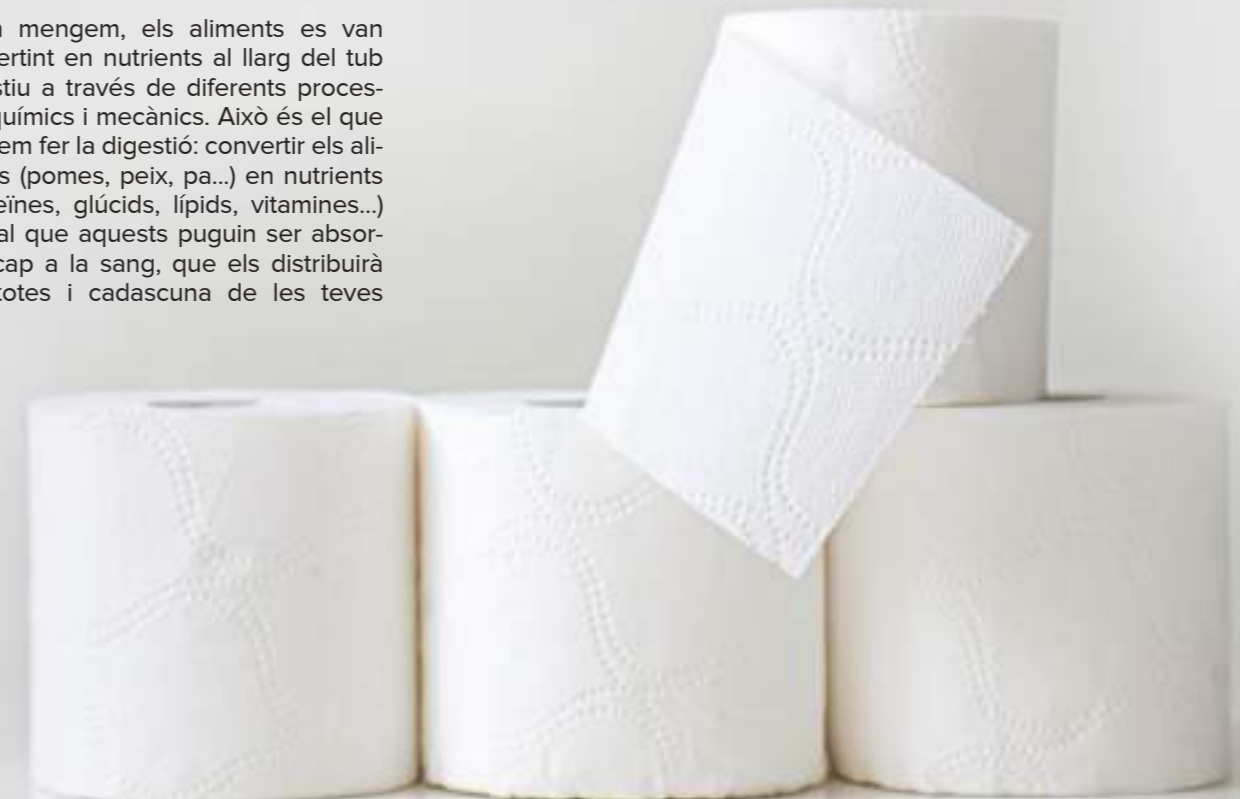 mengem, els aliments es van
ertint en nutrients al llarg del tub
stiu a través de diferents proces-
químics i mecànics. Això és el que
em fer la digestió: convertir els ali-
s (pomes, peix, pa...) en nutrients
eïnes, glúcids, lípids, vitamines...)
al que aquests puguin ser absor-
cap a la sang, que els distribuirà
totes i cadascuna de les teves